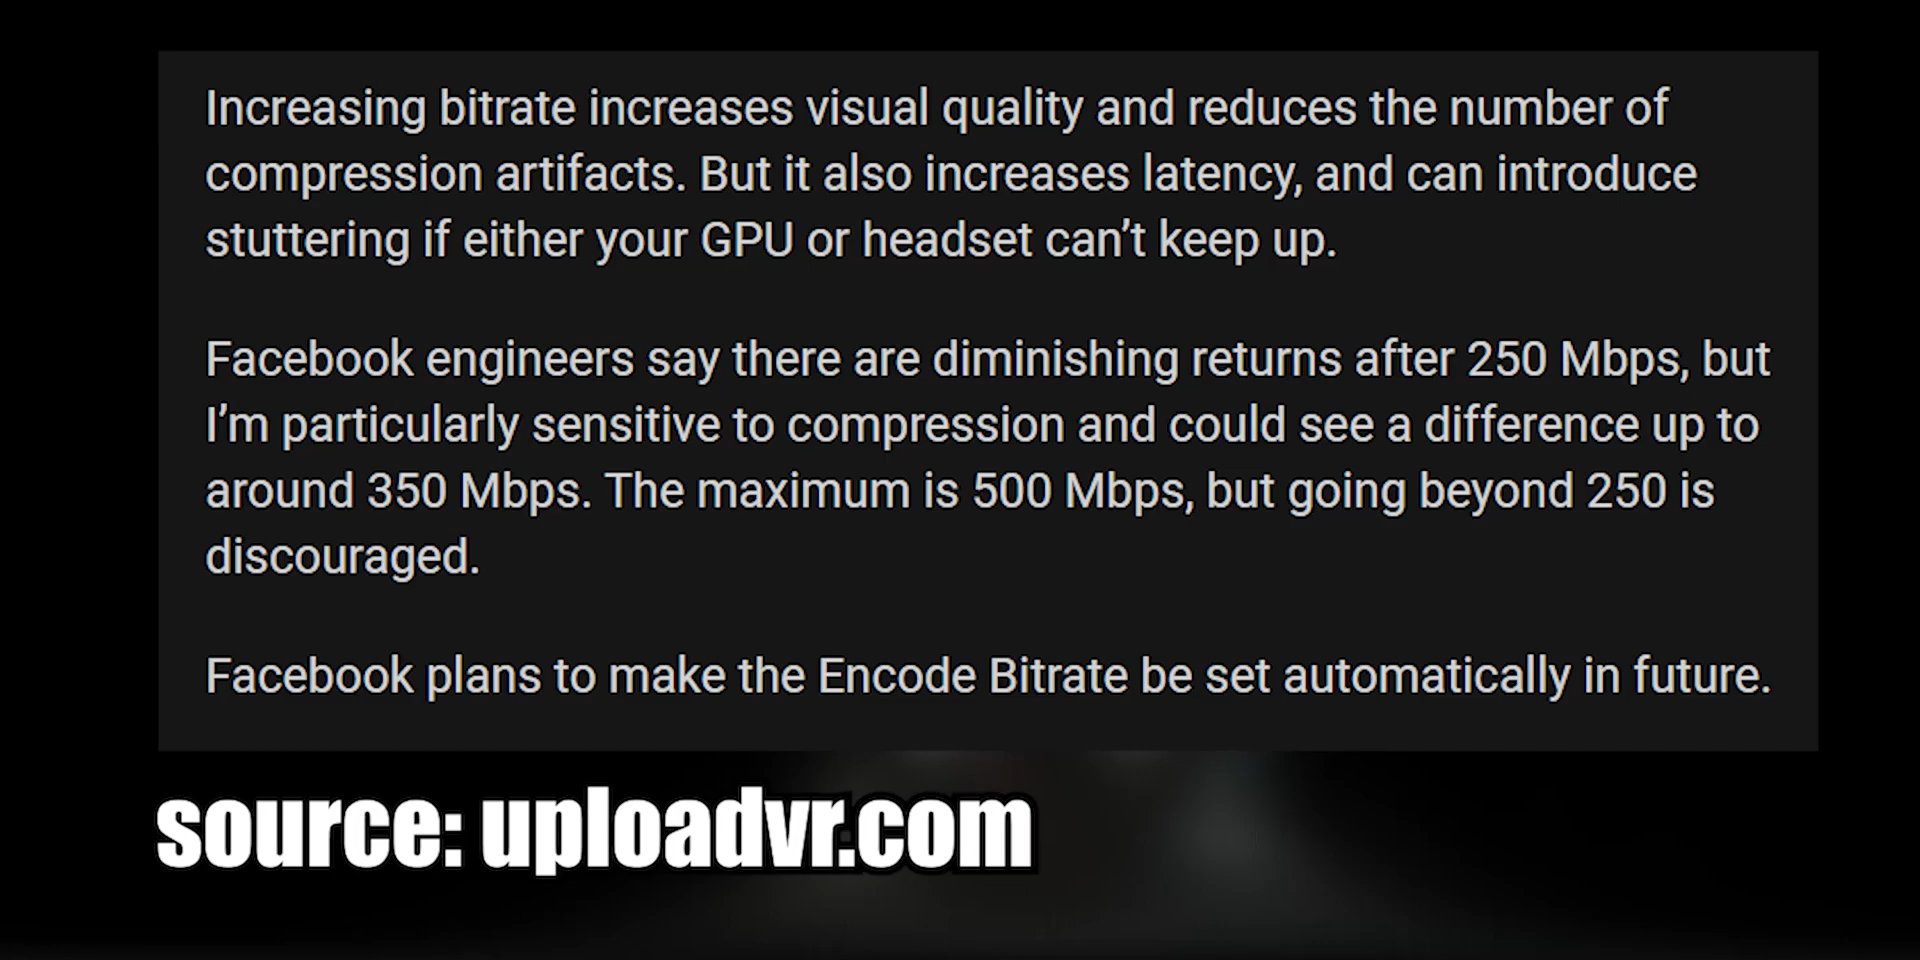 Increasing bitrate increases visual quality and reduces the number of
compression artifacts. But it also increases latency, and can introduce
stuttering if either your GPU or headset can’t keep up.
Facebook engineers say there are diminishing returns after 250 Mbps, but
I’m particularly sensitive to compression and could see a difference up to
around 350 Mbps. The maximum is 500 Mbps, but going beyond 250 is
discouraged.
Facebook plans to make the Encode Bitrate be set automatically in future.
source: uploadvr.com